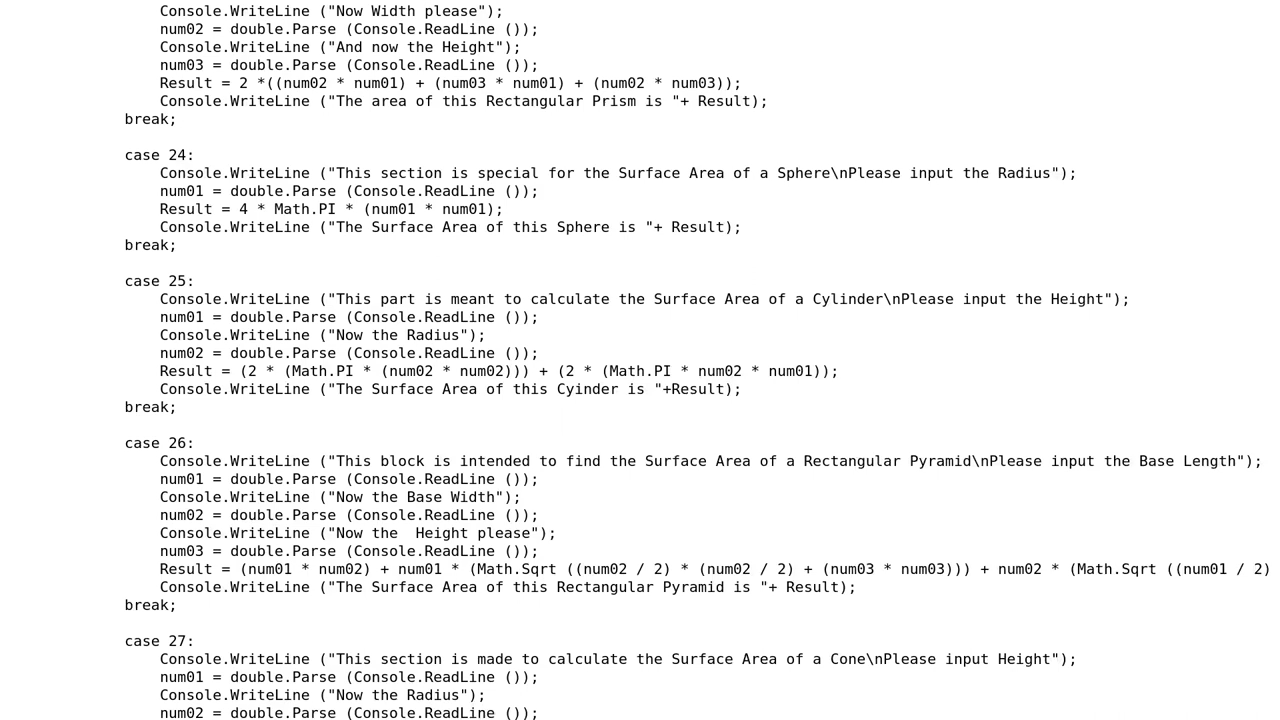 Console.WriteLine ("Now Width please");
num02 = double.Parse (Console.ReadLine ());
Console.WriteLine ("And now the Height");
num03 = double.Parse (Console.ReadLine ());
Result = 2 *((num02 * num01) + (num03 * num01) + (num02 * num03));
Console.WriteLine ("The area of this Rectangular Prism is "+ Result);
break;
case 24:
Console.WriteLine ("This section is special for the Surface Area of a Sphere\nPlease input the Radius");
num01 = double.Parse (Console.ReadLine ());
Result = 4 * Math.PI * (num01 * num01);
Console.WriteLine ("The Surface Area of this Sphere is "+ Result);
break;
case 25:
Console.WriteLine ("This part is meant to calculate the Surface Area of a Cylinder\nPlease input the Height");
num01 = double.Parse (Console.ReadLine ());
Console.WriteLine ("Now the Radius");
num02 = double.Parse (Console.ReadLine ());
Result = (2 * (Math.PI * (num02 * num02))) + (2 * (Math.PI * num02 * num01));
Console.WriteLine ("The Surface Area of this Cyinder is "+Result);
break;
case 26:
Console.WriteLine ("This block is intended to find the Surface Area of a Rectangular Pyramid\nPlease input the Base Length");
num01 = double.Parse (Console.ReadLine ());
Console.WriteLine ("Now the Base Width");
num02 = double.Parse (Console.ReadLine ());
Console.WriteLine ("Now the  Height please");
num03 = double.Parse (Console.ReadLine ());
Result = (num01 * num02) + num01 * (Math.Sqrt ((num02 / 2) * (num02 / 2) + (num03 * num03))) + num02 * (Math.Sqrt ((num01 / 2)
Console.WriteLine ("The Surface Area of this Rectangular Pyramid is "+ Result);
break;
case 27:
Console.WriteLine ("This section is made to calculate the Surface Area of a Cone\nPlease input Height");
num01 = double.Parse (Console.ReadLine ());
Console.WriteLine ("Now the Radius");
num02 = double.Parse (Console.ReadLine ());